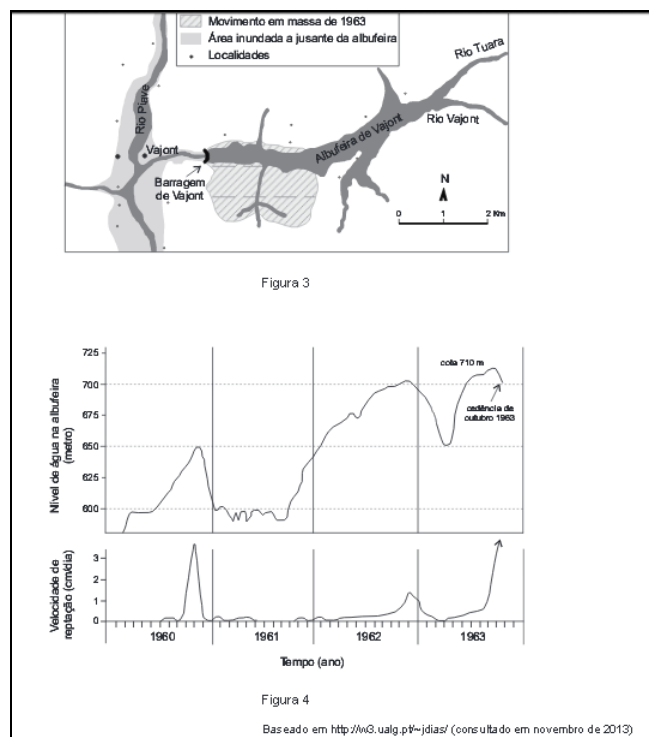 Movimento em massa de 1963
Área inundada a jusante da albufeira
Localidades
Rio Tuara
Rio Piave
Vajont
Albufeira de Vajont
Rio Vajont
Barragem
de Vajont
N
0 1 2 Km
Figura 3
Nível de água na albufeira
(metro)
725
700
675
650
625
600
cota 710 m
cadência de
outubro 1963
Velocidade de
reptação (cm/dia)
3
2
1
0
1960 1961 1962 1963
Tempo (ano)
Figura 4
Baseado em http://w3.ualg.pt/~jdias/ (consultado em novembro de 2013)